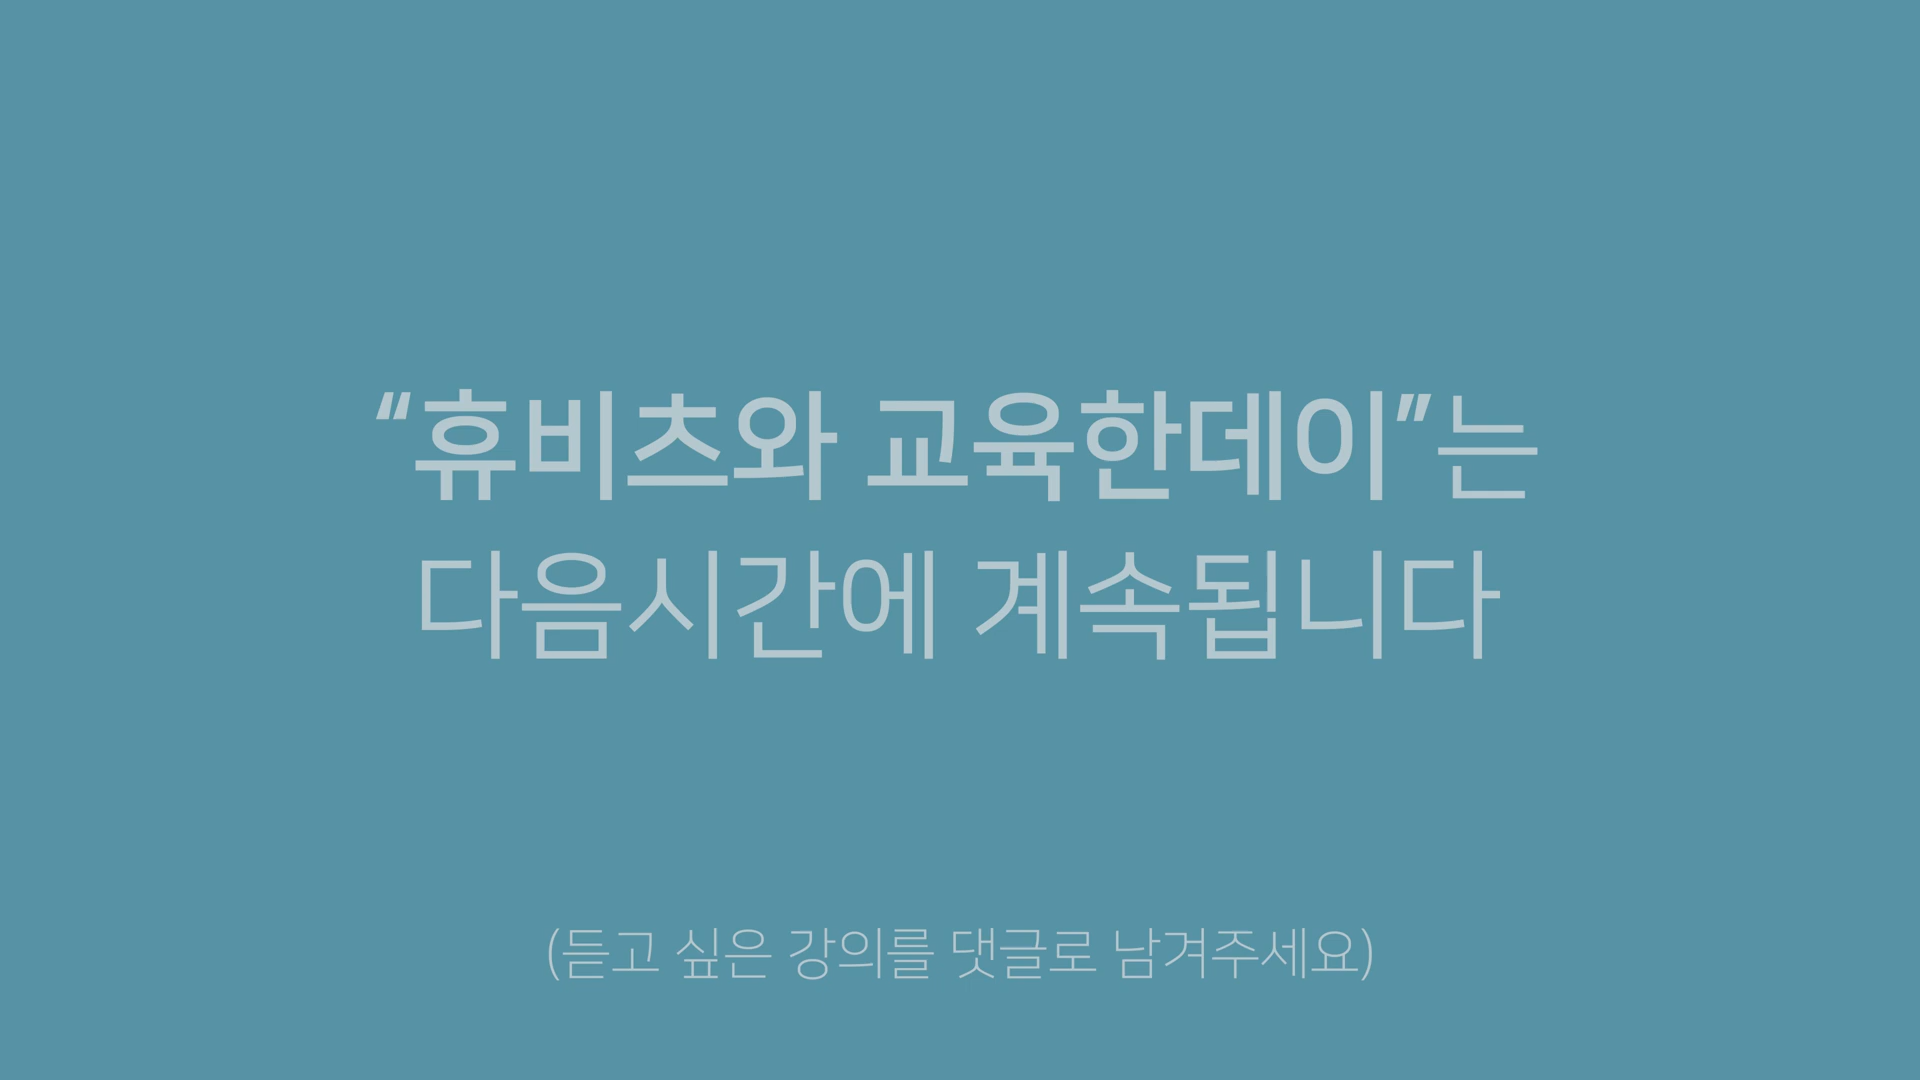 “휴비츠와 교육한데이”는
다음시간에 계속됩니다
(듣고 싶은 강의를 댓글로 남겨주세요)